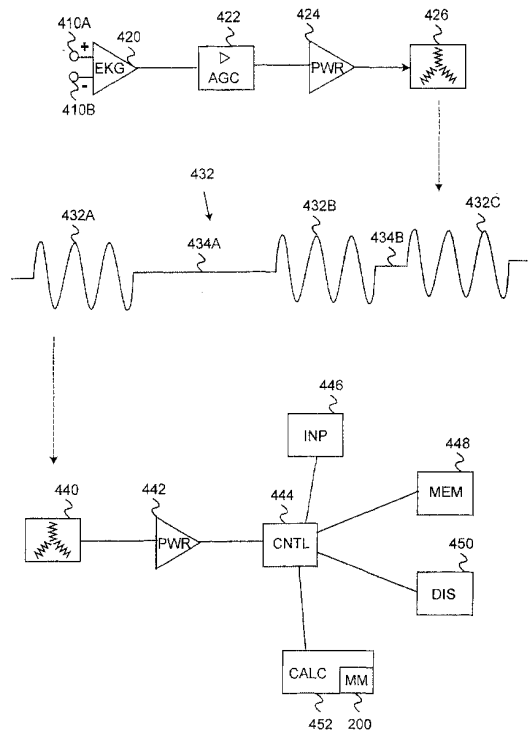 410A
420
422
424
426
+
EKG
AGC
PWR
-
410B
432
432A
432B
432C
434A
434B
446
INP
448
440
442
444
MEM
450
PWR
CNTL
DIS
CALC
MM
452
200